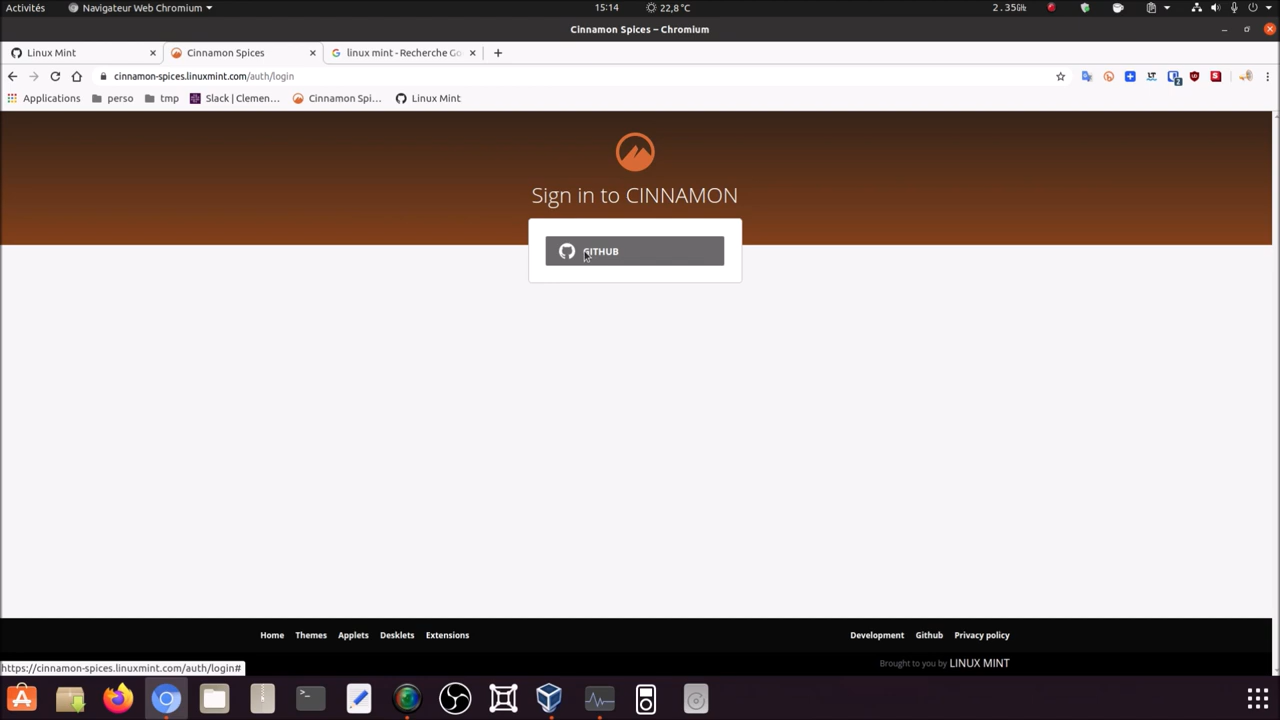 Activités Navigateur Web Chromium 15:14 22,8 °C 2.35GHz
Cinnamon Spices – Chromium
Linux Mint Cinnamon Spices linux mint - Recherche Go
cinnamon-spices.linuxmint.com/auth/login
Applications perso tmp Slack | Clemen... Cinnamon Spi... Linux Mint
Sign in to CINNAMON
GITHUB
Home Themes Applets Desklets Extensions Development Github Privacy policy
Brought to you by LINUX MINT
https://cinnamon-spices.linuxmint.com/auth/login#